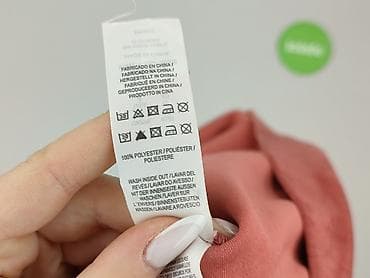 FABRICADO EN CHINA /
FABRICADO NA CHINA /
HERGESTELLT IN CHINA /
FABRIQUÉ EN CHINE /
GEPRODUCEERD IN CHINA /
PRODOTTO IN CINA
100% POLYESTER / POLIÉSTER /
POLIESTERE
WASH INSIDE OUT / LAVAR DEL
REVÉS / LAVAR DO AVESSO /
MIT DER INNENSEITE AUSSEN
WASCHEN / LAVER SUR
L'ENVERS / BINNENSTEBUITEN
WASSEN / LAVARE A ROVESCIO /